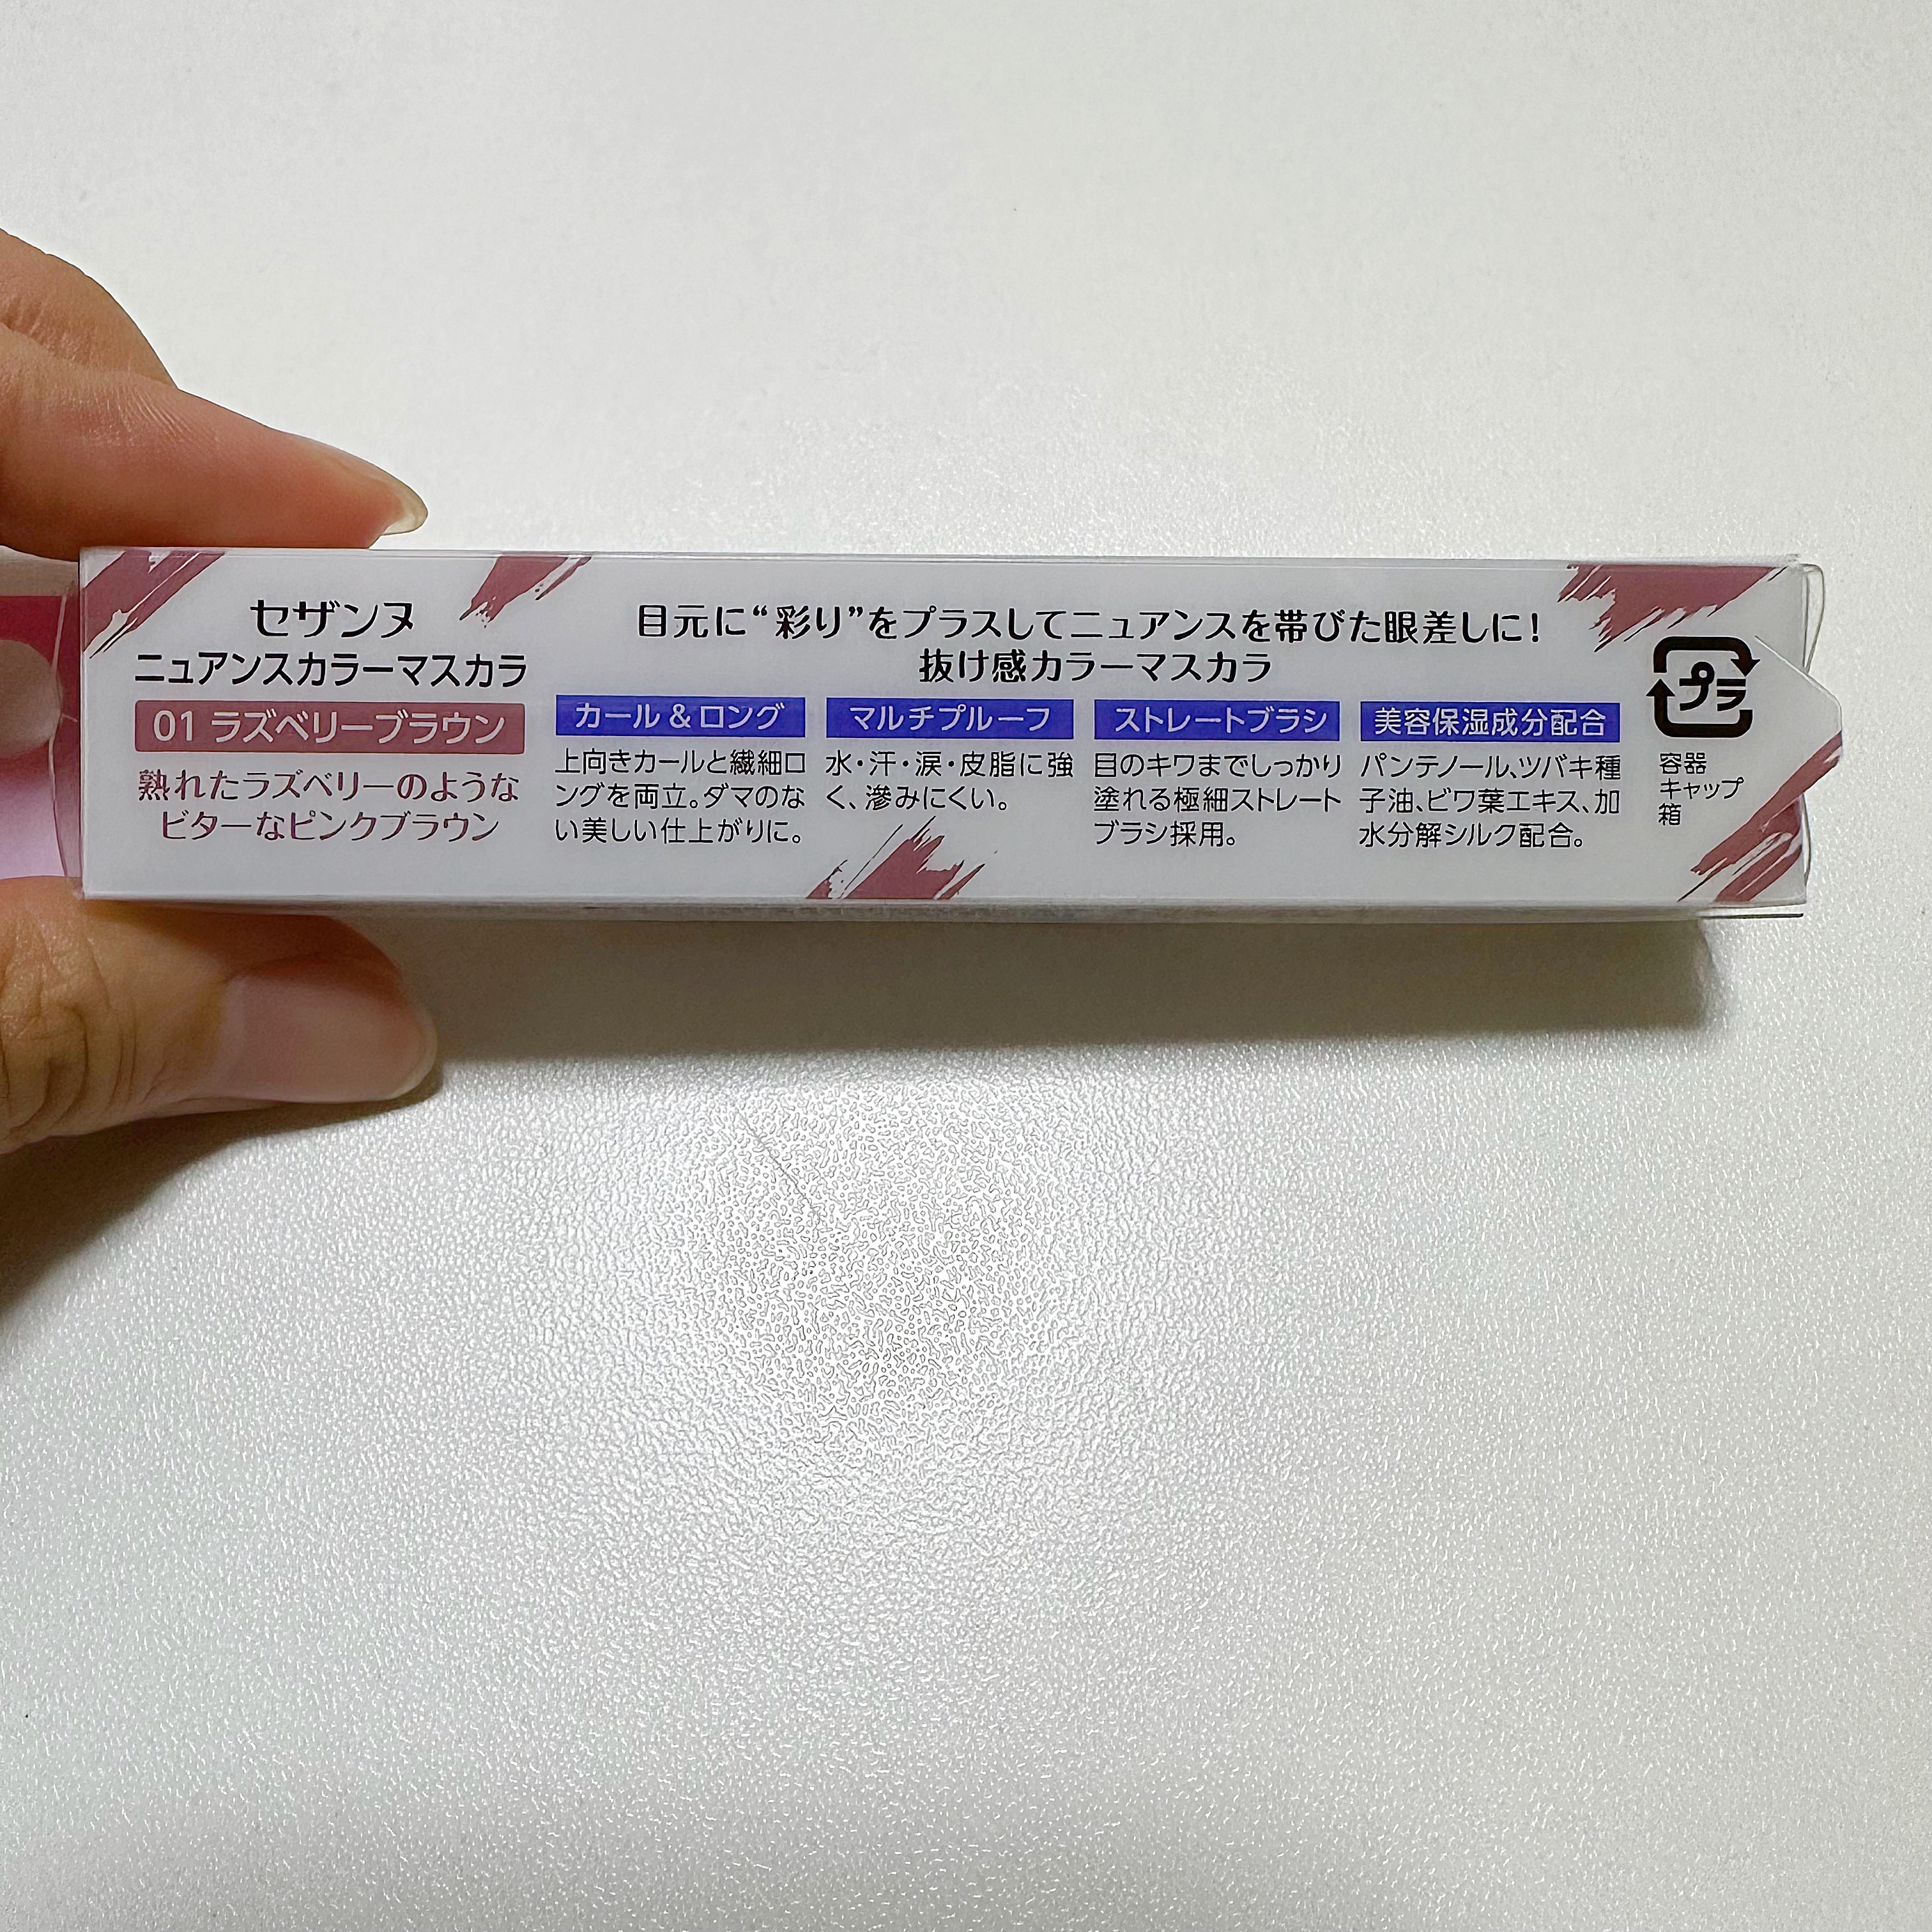 セザンヌ
ニュアンスカラーマスカラ
01 ラズベリーブラウン
熟れたラズベリーのような
ビターなピンクブラウン
目元に“彩り”をプラスしてニュアンスを帯びた眼差しに!
抜け感カラーマスカラ
カール & ロング
上向きカールと繊細ロ
ングを両立。ダマのな
い美しい仕上がりに。
マルチプルーフ
水・汗・涙・皮脂に強
く、滲みにくい。
ストレートブラシ
目のキワまでしっかり
塗れる極細ストレート
ブラシ採用。
美容保湿成分配合
パンテノール、ツバキ種
子油、ビワ葉エキス、加
水分解シルク配合。
プラ
容器
キャップ
箱